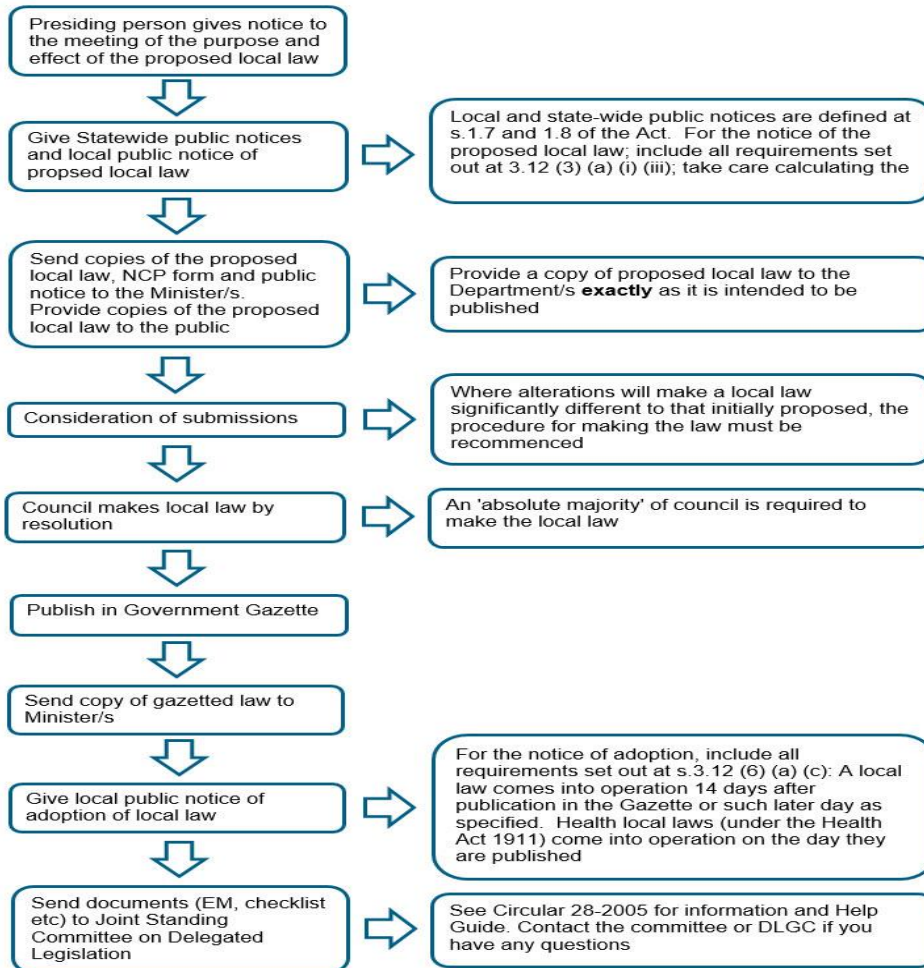 Presiding person gives notice to
the meeting of the purpose and
effect of the proposed local law
Give Statewide public notices
and local public notice of
propsed local law
Local and state-wide public notices are defined at
s.1.7 and 1.8 of the Act. For the notice of the
proposed local law; include all requirements set
out at 3.12 (3) (a) (i) (iii); take care calculating the
Send copies of the proposed
local law, NCP form and public
notice to the Minister/s.
Provide copies of the proposed
local law to the public
Provide a copy of proposed local law to the
Department/s exactly as it is intended to be
published
Consideration of submissions
Where alterations will make a local law
significantly different to that initially proposed, the
procedure for making the law must be
recommenced
Council makes local law by
resolution
An 'absolute majority' of council is required to
make the local law
Publish in Government Gazette
Send copy of gazetted law to
Minister/s
Give local public notice of
adoption of local law
For the notice of adoption, include all
requirements set out at s.3.12 (6) (a) (c): A local
law comes into operation 14 days after
publication in the Gazette or such later day as
specified. Health local laws (under the Health
Act 1911) come into operation on the day they
are published
Send documents (EM, checklist
etc) to Joint Standing
Committee on Delegated
Legislation
See Circular 28-2005 for information and Help
Guide. Contact the committee or DLGC if you
have any questions